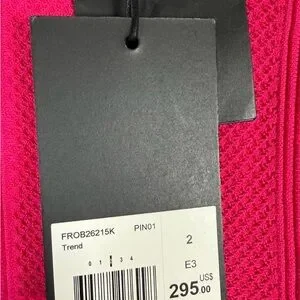 FROB26215K PIN01
Trend
2
0 1 2 3 4
E3
US$
295.00